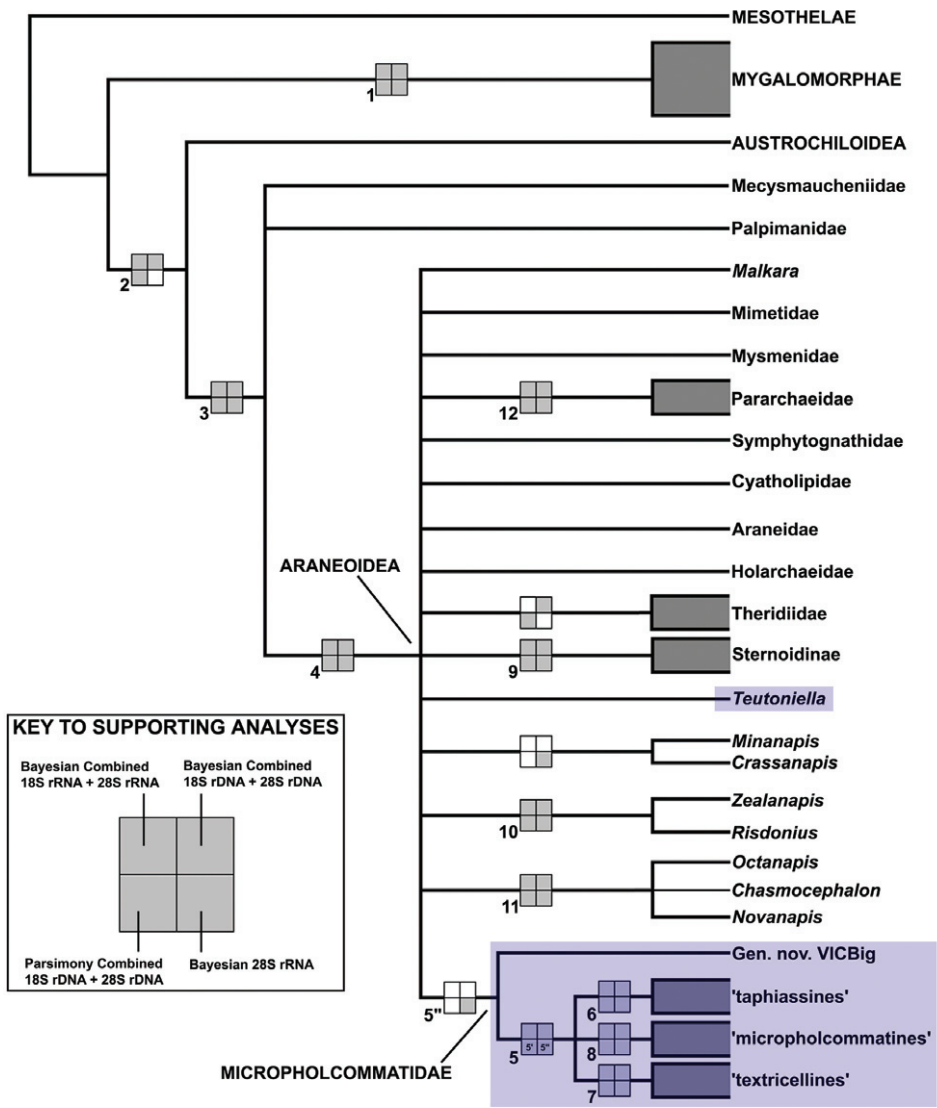 MESOTHELAE
1
MYGALOMORPHAE
AUSTROCHILOIDEA
Mecysmaucheniidae
Palpimanidae
2
Malkara
Mimetidae
Mysmenidae
3
12
Pararchaeidae
Symphytognathidae
Cyatholipidae
Araneidae
ARANEOIDEA
Holarchaeidae
Theridiidae
4
9
Sternoidinae
Teutoniella
Minanapis
Crassanapis
10
Zealanapis
Risdonius
11
Octanapis
Chasmocephalon
Novanapis
KEY TO SUPPORTING ANALYSES
Bayesian Combined
18S rRNA + 28S rRNA
Bayesian Combined
18S rDNA + 28S rDNA
Parsimony Combined
18S rDNA + 28S rDNA
Bayesian 28S rRNA
5"
MICROPHOLCOMMATIDAE
Gen. nov. VICBig
5
5' 5"
6
'taphiassines'
8
'micropholcommatines'
7
'textricellines'